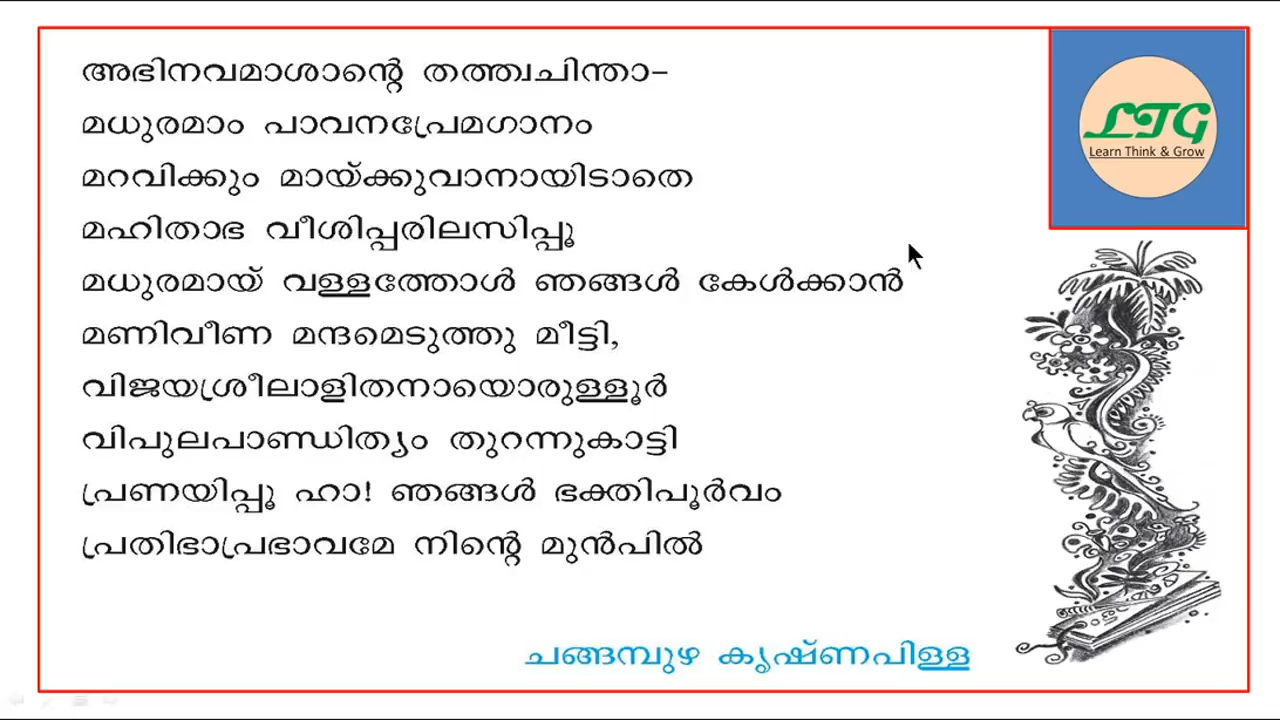 അഭിനവമാശാന്റെ തത്ത്വചിന്താ-
മധുരമാം പാവനപ്രേമഗാനം
മറവിക്കും മായ്ക്കുവാനായിടാതെ
മഹിതാഭ വീശിപ്പരിലസിപ്പൂ
മധുരമായ് വള്ളത്തോൾ ഞങ്ങൾ കേൾക്കാൻ
മണിവീണ മന്ദമെടുത്തു മീട്ടി,
വിജയശ്രീലാളിതനായൊരുള്ളൂർ
വിപുലപാണ്ഡിത്യം തുറന്നുകാട്ടി
പ്രണയിപ്പൂ ഹാ! ഞങ്ങൾ ഭക്തിപൂർവം
പ്രതിഭാപ്രഭാവമേ നിന്റെ മുൻപിൽ
ചങ്ങമ്പുഴ കൃഷ്ണപിള്ള
LTG
Learn Think & Grow